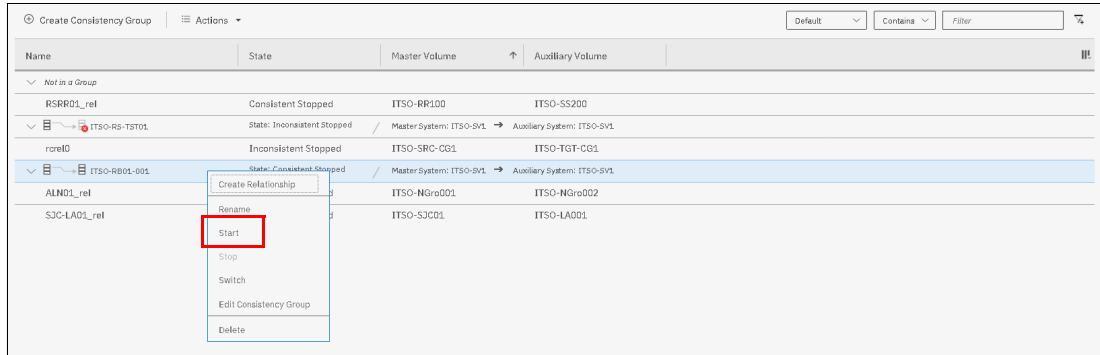 Create Consistency Group Actions Default Contains Filter
Name State Master Volume Auxiliary Volume
Not in a Group
RSRR01_rel Consistent Stopped ITSO-RR100 ITSO-SS200
ITSO-RS-TST01 State: Inconsistent Stopped / Master System: ITSO-SV1 → Auxiliary System: ITSO-SV1
rcrel0 Inconsistent Stopped ITSO-SRC-CG1 ITSO-TGT-CG1
ITSO-RB01-001 State: Consistent Stopped / Master System: ITSO-SV1 → Auxiliary System: ITSO-SV1
Create Relationship
ALN01_rel d ITSO-NGro001 ITSO-NGro002
Rename
SJC-LA01_rel d ITSO-SJC01 ITSO-LA001
Start
Stop
Switch
Edit Consistency Group
Delete